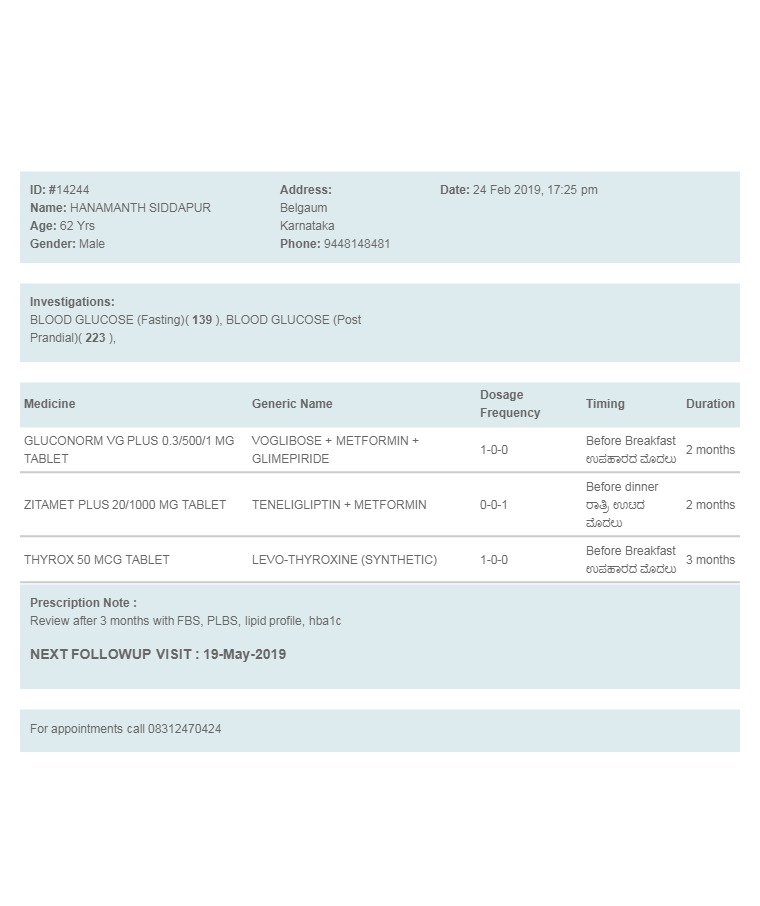 ID: #14244
Name: HANAMANTH SIDDAPUR
Age: 62 Yrs
Gender: Male
Address:
Belgaum
Karnataka
Phone: 9448148481
Date: 24 Feb 2019, 17:25 pm
Investigations:
BLOOD GLUCOSE (Fasting)( 139 ), BLOOD GLUCOSE (Post
Prandial)( 223 ),
Medicine Generic Name Dosage Frequency Timing Duration
GLUCONORM VG PLUS 0.3/500/1 MG TABLET VOGLIBOSE + METFORMIN + GLIMEPIRIDE 1-0-0 Before Breakfast ಉಪಹಾರದ ಮೊದಲು 2 months
ZITAMET PLUS 20/1000 MG TABLET TENELIGLIPTIN + METFORMIN 0-0-1 Before dinner ರಾತ್ರಿ ಊಟದ ಮೊದಲು 2 months
THYROX 50 MCG TABLET LEVO-THYROXINE (SYNTHETIC) 1-0-0 Before Breakfast ಉಪಹಾರದ ಮೊದಲು 3 months
Prescription Note :
Review after 3 months with FBS, PLBS, lipid profile, hba1c
NEXT FOLLOWUP VISIT : 19-May-2019
For appointments call 08312470424